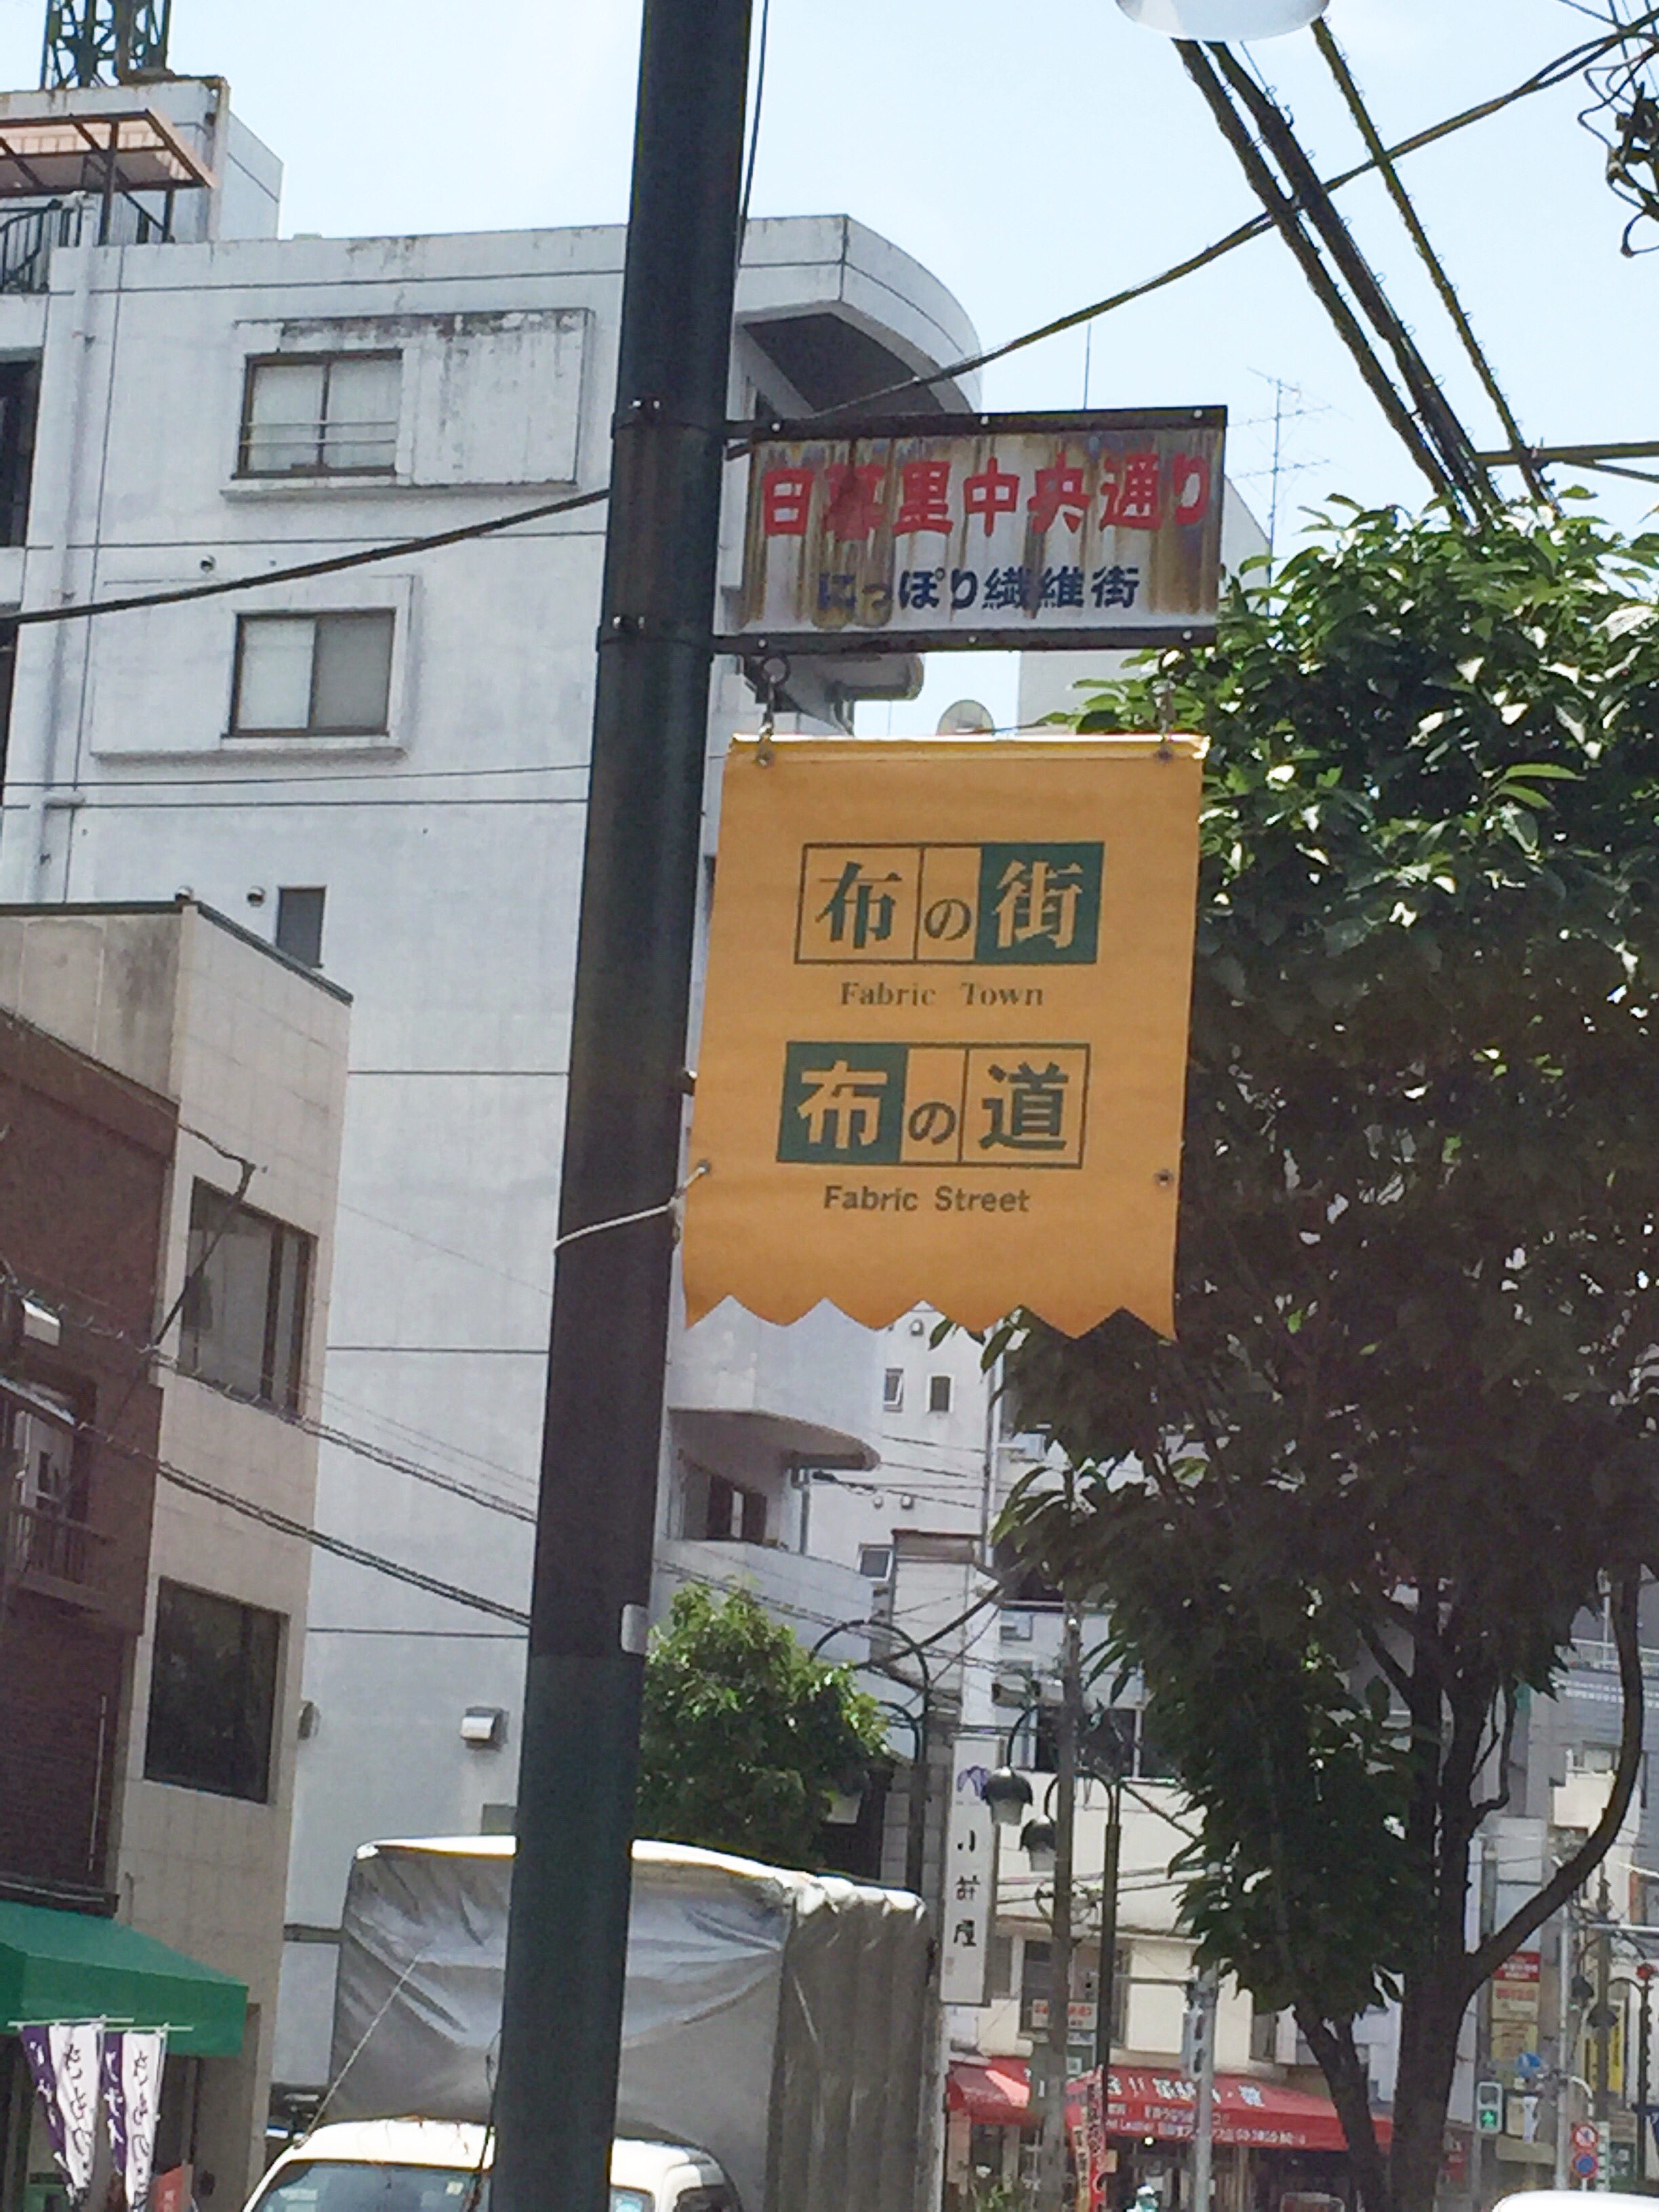 日暮里中央通り
にっぽり繊維街
布の街
Fabric Town
布の道
Fabric Street